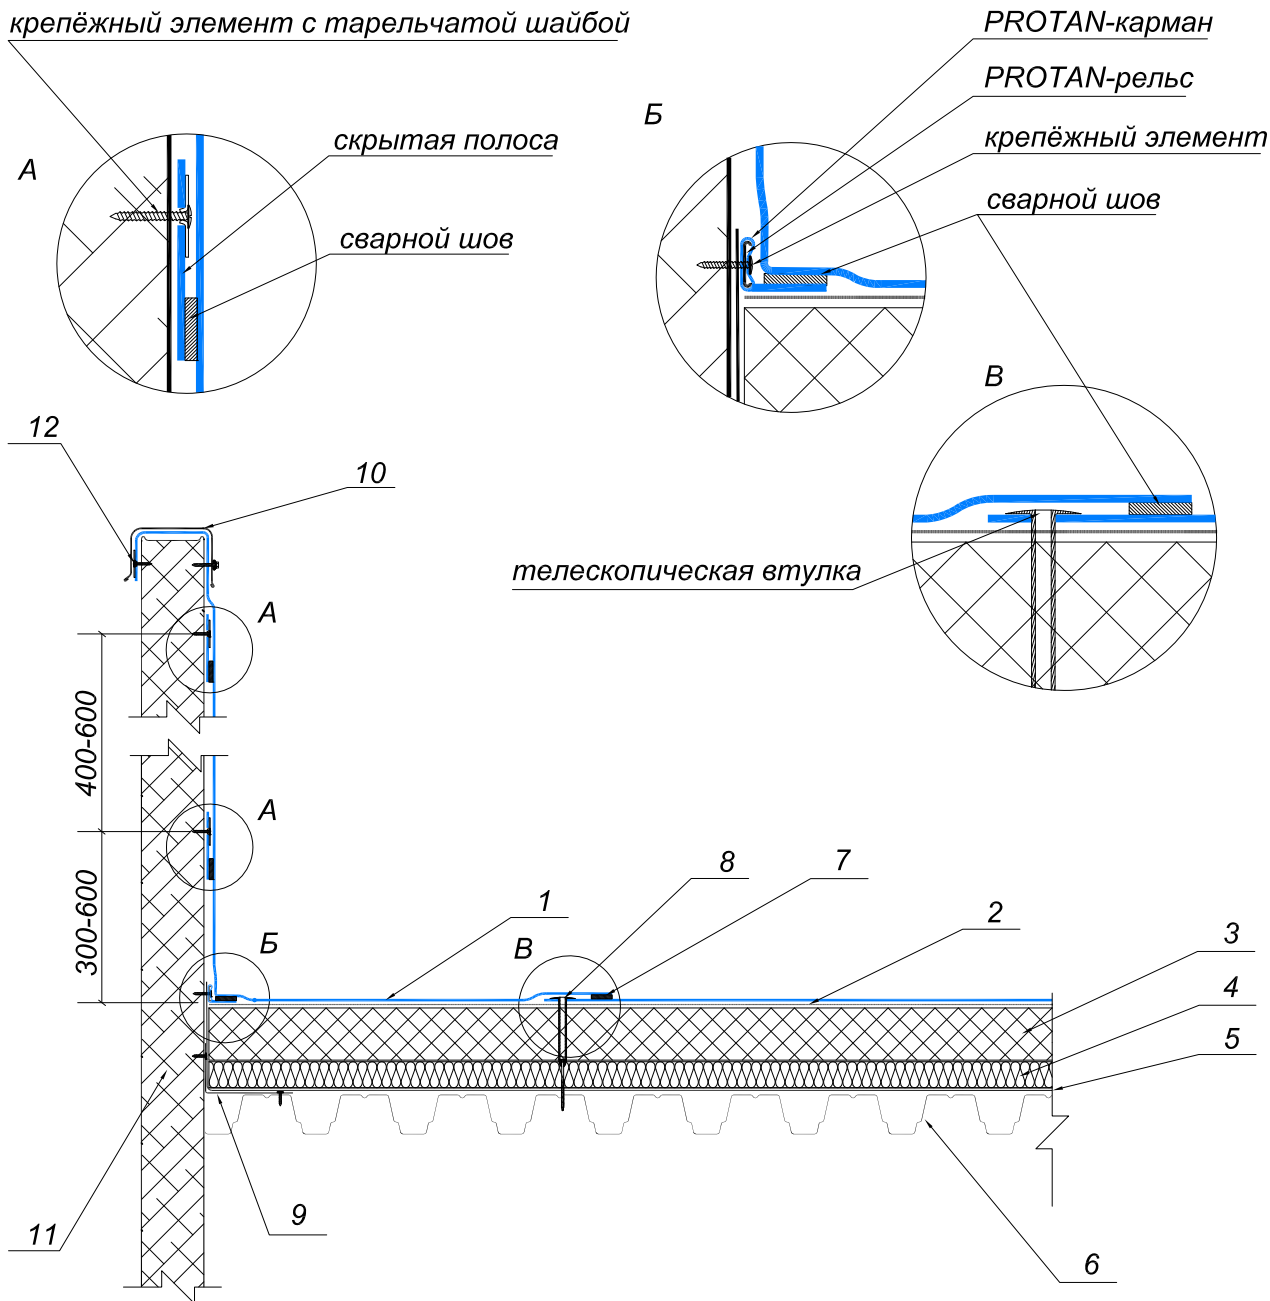 крепёжный элемент с тарельчатой шайбой
А
скрытая полоса
сварной шов
Б
PROTAN-карман
PROTAN-рельс
крепёжный элемент
сварной шов
В
телескопическая втулка
12
10
А
400-600
А
300-600
Б
1
В
8
7
2
3
4
5
9
11
6